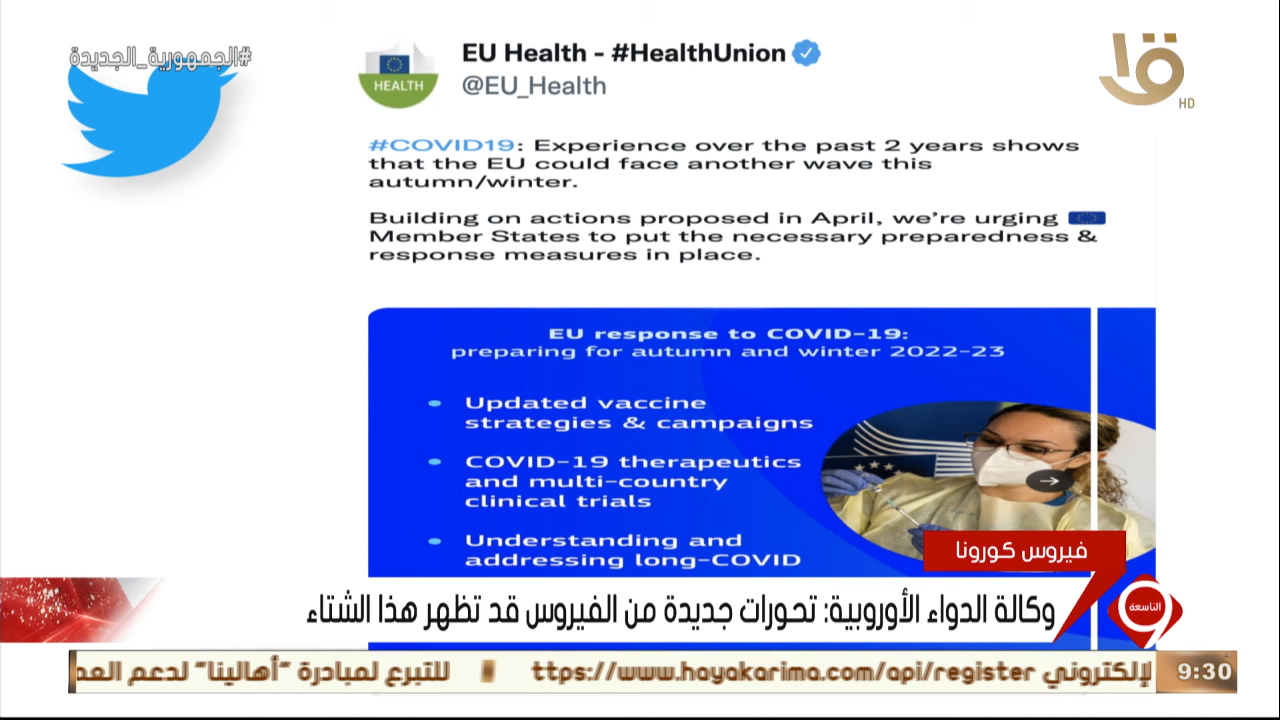 #الجمهورية_الجديدة
HEALTH
EU Health - #HealthUnion
@EU_Health
HD
#COVID19: Experience over the past 2 years shows
that the EU could face another wave this
autumn/winter.
Building on actions proposed in April, we're urging
Member States to put the necessary preparedness &
response measures in place.
EU response to COVID-19:
preparing for autumn and winter 2022-23
Updated vaccine
strategies & campaigns
COVID-19 therapeutics
and multi-country
clinical trials
Understanding and
addressing long-COVID
فيروس كورونا
وكالة الدواء الأوروبية: تحورات جديدة من الفيروس قد تظهر هذا الشتاء
التاسعة
لإلكتروني ttps://www.hayakarima.com/api/register للتبرع لمبادرة "أهالينا" لدعم
9:30